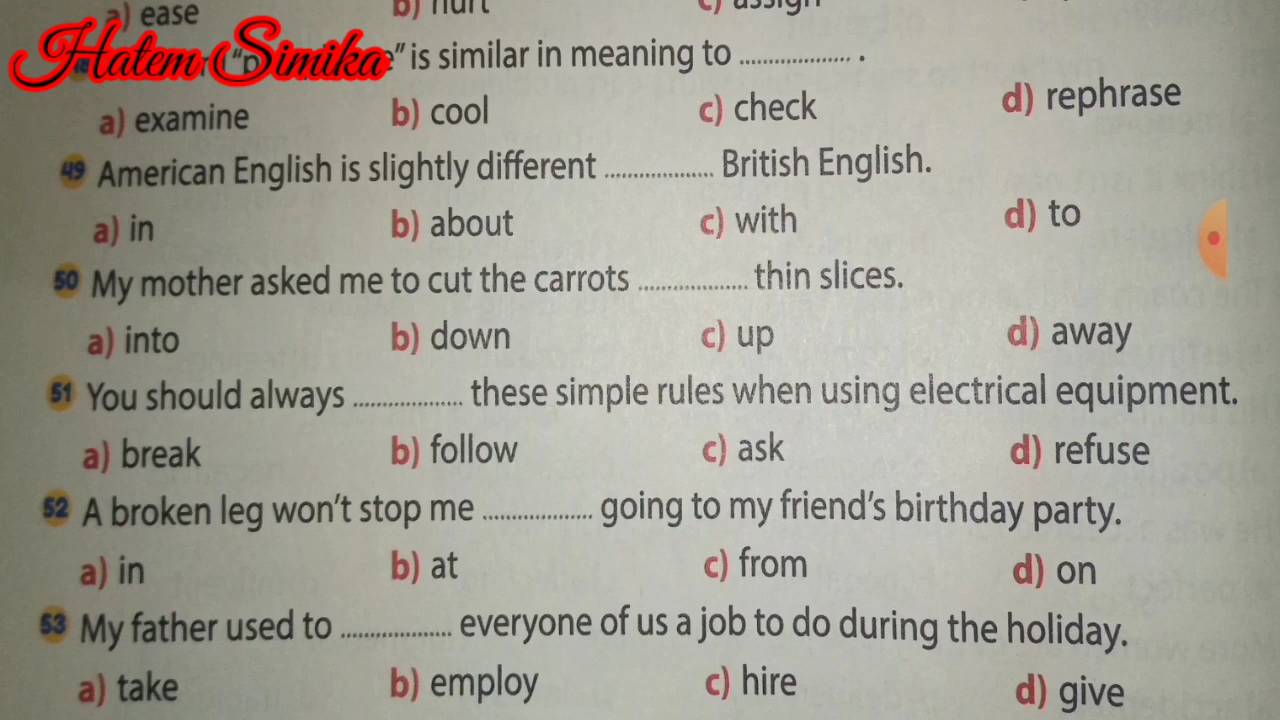 a) ease b) hurt c) assign
Hatem Simika
" is similar in meaning to .................... .
a) examine b) cool c) check d) rephrase
49 American English is slightly different .................... British English.
a) in b) about c) with d) to
50 My mother asked me to cut the carrots .................... thin slices.
a) into b) down c) up d) away
51 You should always .................... these simple rules when using electrical equipment.
a) break b) follow c) ask d) refuse
52 A broken leg won't stop me .................... going to my friend's birthday party.
a) in b) at c) from d) on
53 My father used to .................... everyone of us a job to do during the holiday.
a) take b) employ c) hire d) give